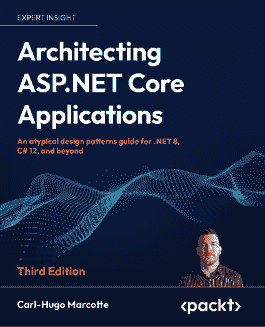 EXPERT INSIGHT
Architecting
ASP.NET Core
Applications
An atypical design patterns guide for .NET 8,
C# 12, and beyond
Third Edition
Carl-Hugo Marcotte
<packt>